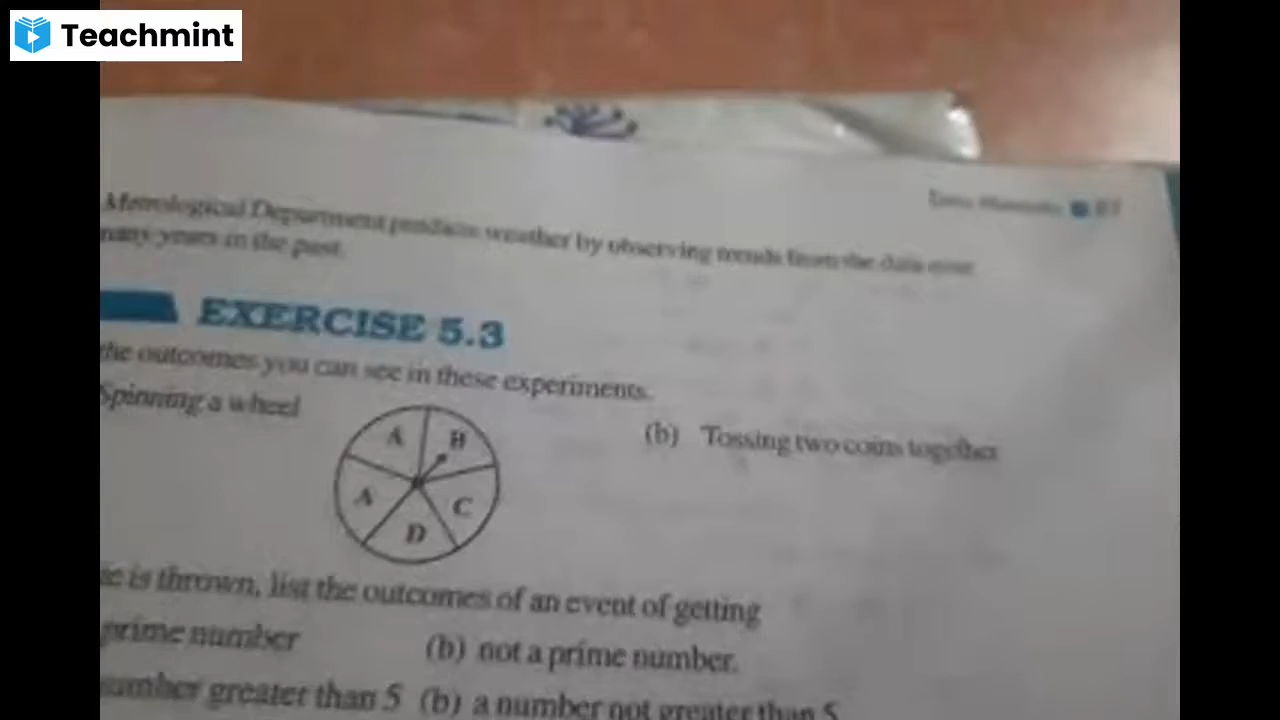 Teachmint
Metrological Department predicts weather by observing trends from the data over
many years in the past.
EXERCISE 5.3
the outcomes you can see in these experiments.
Spinning a wheel
(b) Tossing two coins together
A
B
A
C
D
is thrown, list the outcomes of an event of getting
prime number (b) not a prime number.
number greater than 5 (b) a number not greater than 5